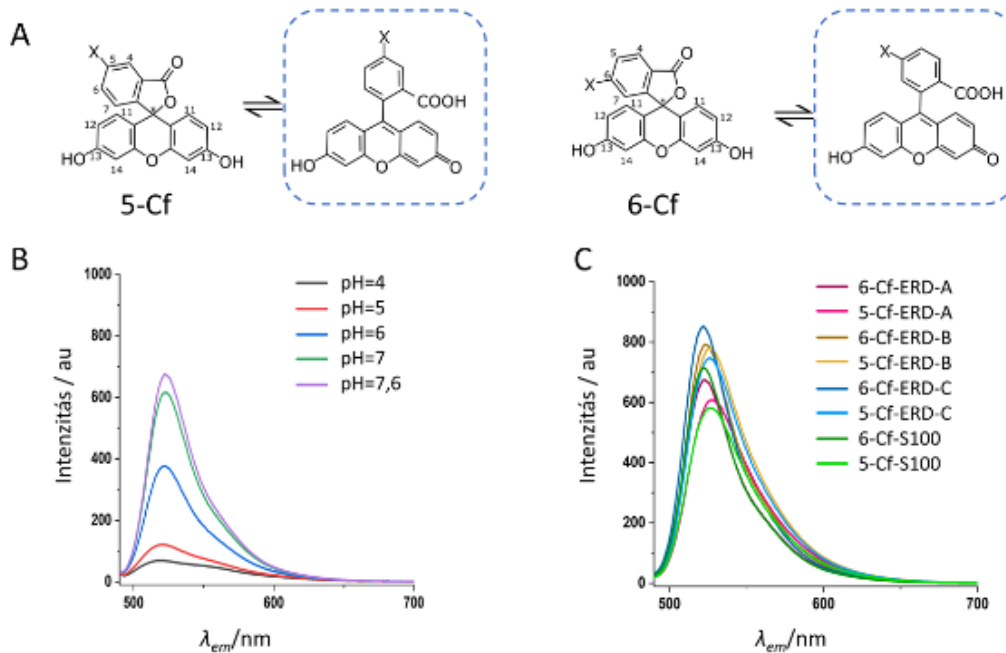 A
X
5
4
O
6
O
7
11
11
12
12
13
13
HO
O
OH
14
14
5-Cf
X
COOH
HO
O
O
4
5
O
X
6
O
7
11
11
12
12
13
13
HO
O
OH
14
14
6-Cf
X
COOH
HO
O
O
B
1000
800
600
400
200
0
500
600
700
Intenzitás / au
λem/nm
pH=4
pH=5
pH=6
pH=7
pH=7,6
C
1000
800
600
400
200
0
500
600
700
Intenzitás / au
λem/nm
6-Cf-ERD-A
5-Cf-ERD-A
6-Cf-ERD-B
5-Cf-ERD-B
6-Cf-ERD-C
5-Cf-ERD-C
6-Cf-S100
5-Cf-S100